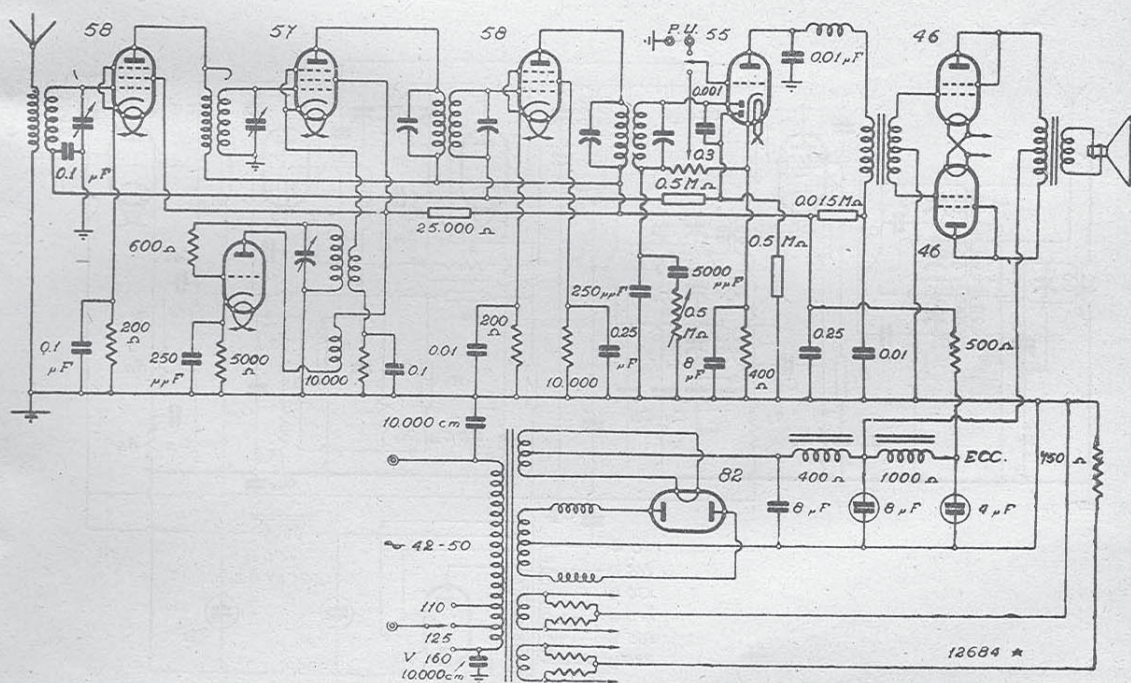 58
57
58
P.U. 55
46
0.01 µF
0.001
0.1 µF
0.3
0.5 MΩ
0.015 MΩ
25.000 Ω
600 Ω
0.5 MΩ
46
5000 µµF
250 µµF
0.5 MΩ
0.1 µF
200 Ω
250 µµF
5000 Ω
10.000
0.1
0.01
200 Ω
10.000
0.25 µF
8 µF
400 Ω
0.25
0.01
500 Ω
10.000 cm
82
400 Ω
1000 Ω
ECC.
750 Ω
8 µF
8 µF
4 µF
~ 42-50
110
125
V 160
10.000 cm
12684 *